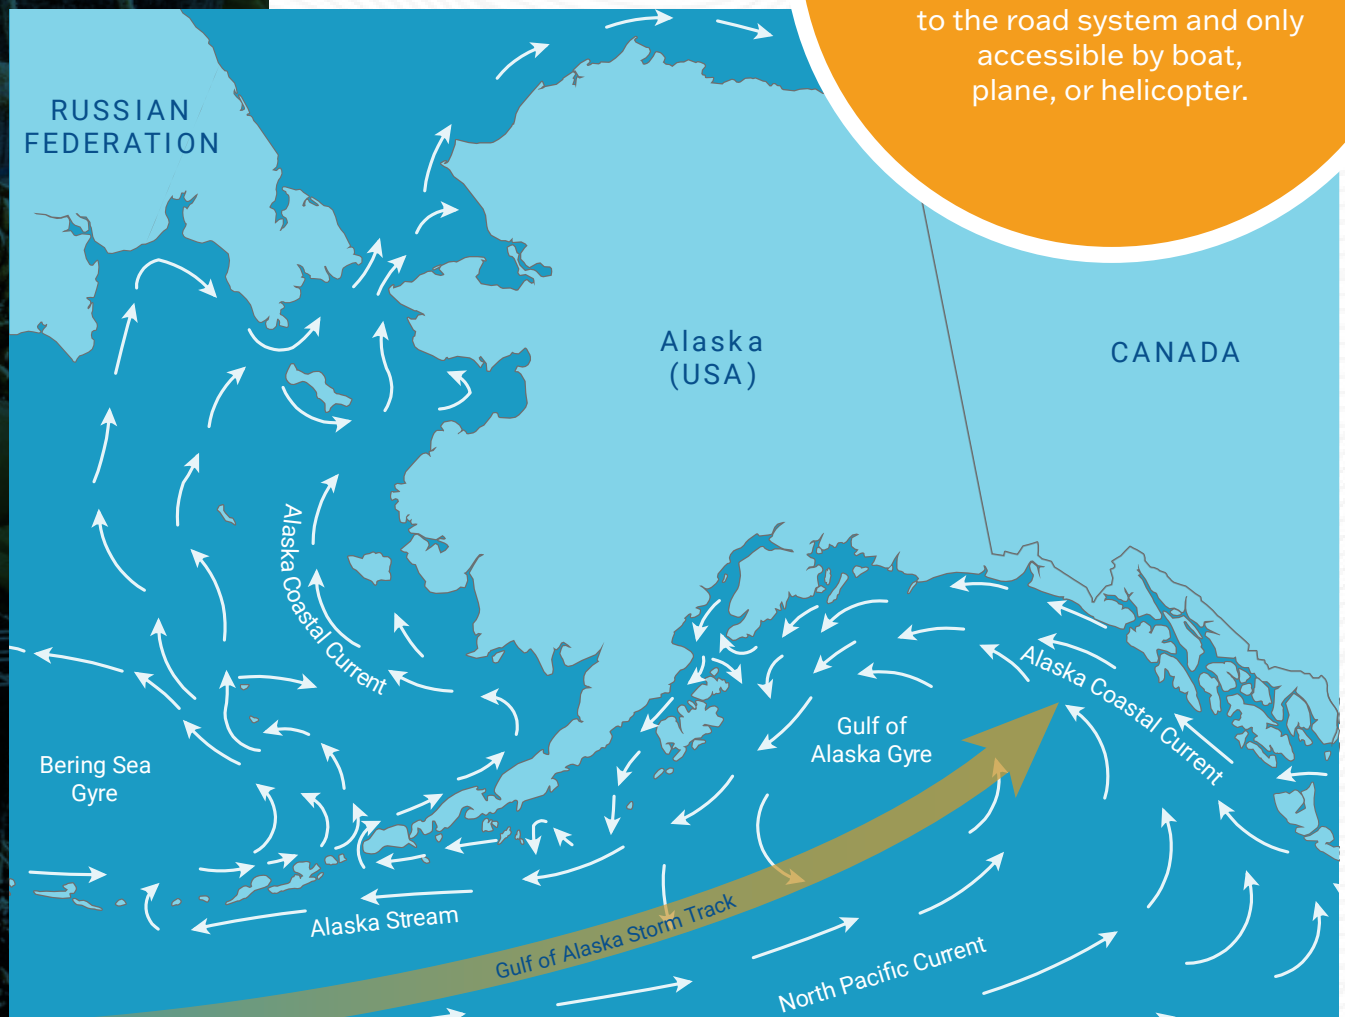 to the road system and only
accessible by boat,
plane, or helicopter.
RUSSIAN
FEDERATION
Alaska
(USA)
CANADA
Alaska Coastal Current
Alaska Coastal Current
Gulf of
Alaska Gyre
Bering Sea
Gyre
Alaska Stream
Gulf of Alaska Storm Track
North Pacific Current